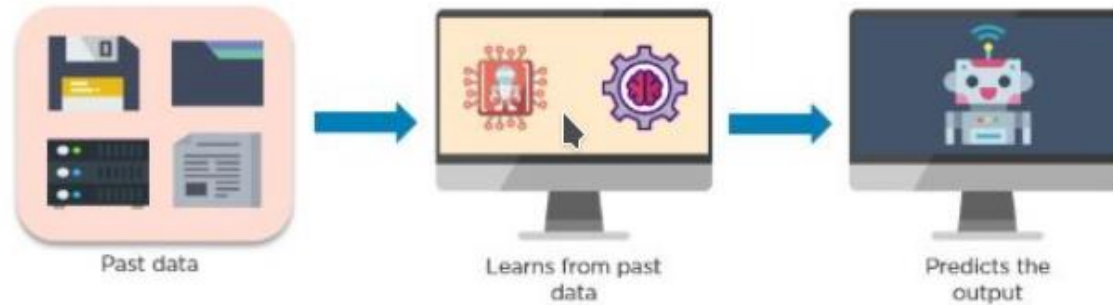 Past data
Learns from past
data
Predicts the
output